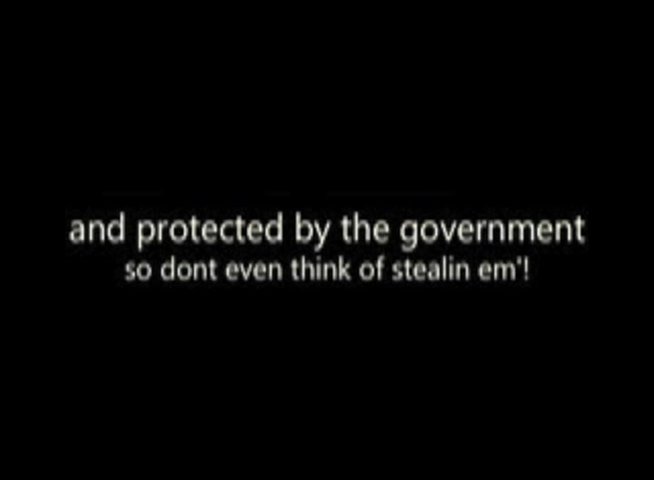 and protected by the government
so dont even think of stealin em'!